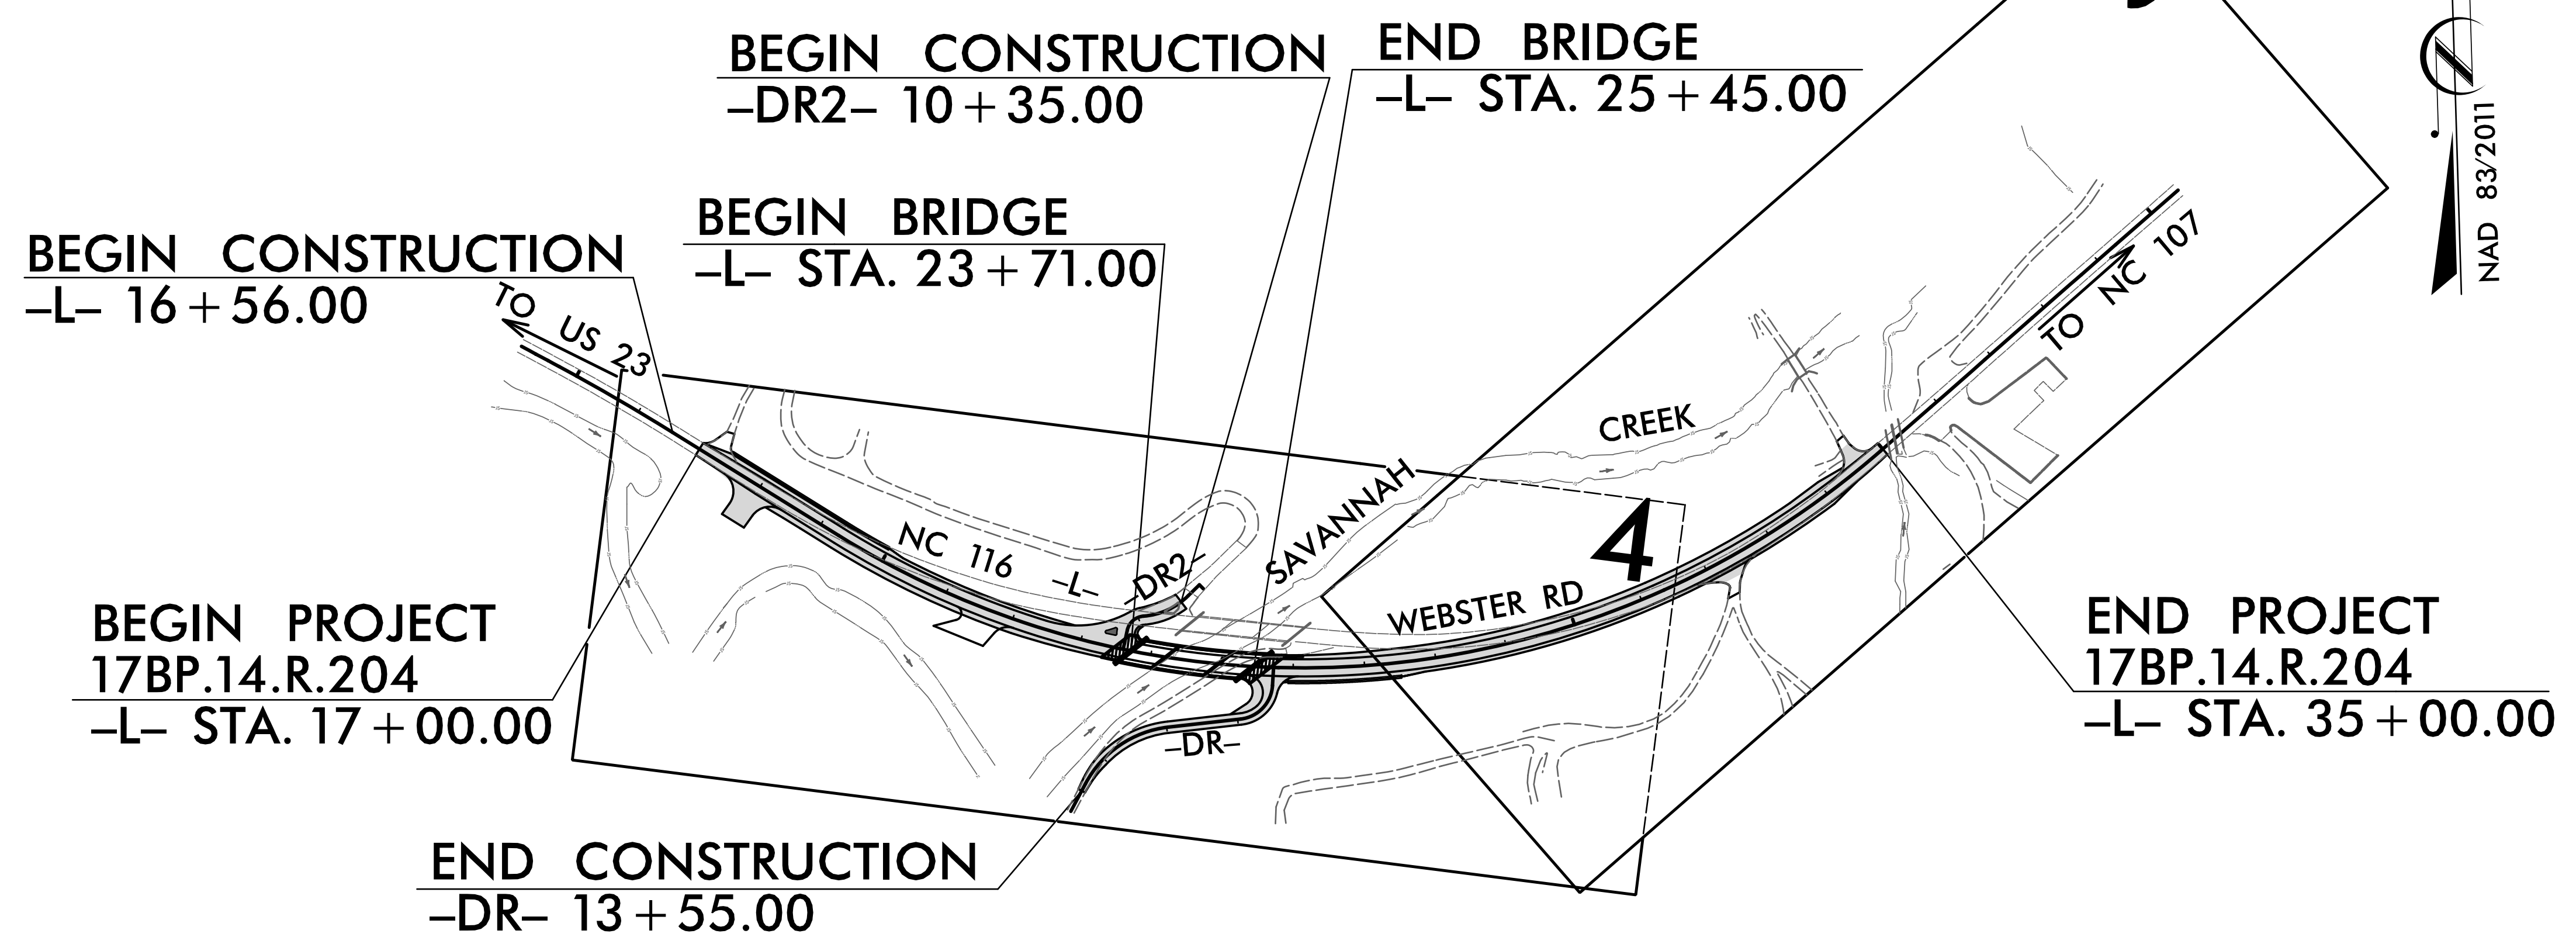 BEGIN CONSTRUCTION
–DR2– 10+35.00
END BRIDGE
–L– STA. 25+45.00
BEGIN BRIDGE
–L– STA. 23+71.00
BEGIN CONSTRUCTION
–L– 16+56.00
TO US 23
NAD 83/2011
TO NC 107
CREEK
SAVANNAH
NC 116
–L–
–DR2–
4
WEBSTER RD
–DR–
BEGIN PROJECT
17BP.14.R.204
–L– STA. 17+00.00
END PROJECT
17BP.14.R.204
–L– STA. 35+00.00
END CONSTRUCTION
–DR– 13+55.00